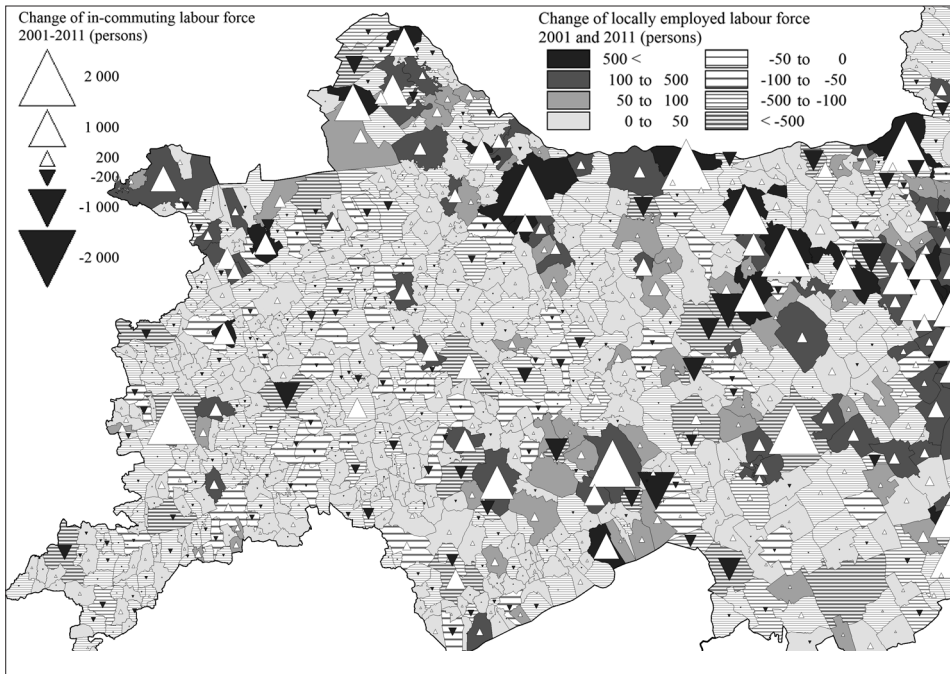 Change of in-commuting labour force
2001-2011 (persons)
2 000
1 000
200
-200
-1 000
-2 000
Change of locally employed labour force
2001 and 2011 (persons)
500 <
100 to 500
50 to 100
0 to 50
-50 to 0
-100 to -50
-500 to -100
< -500